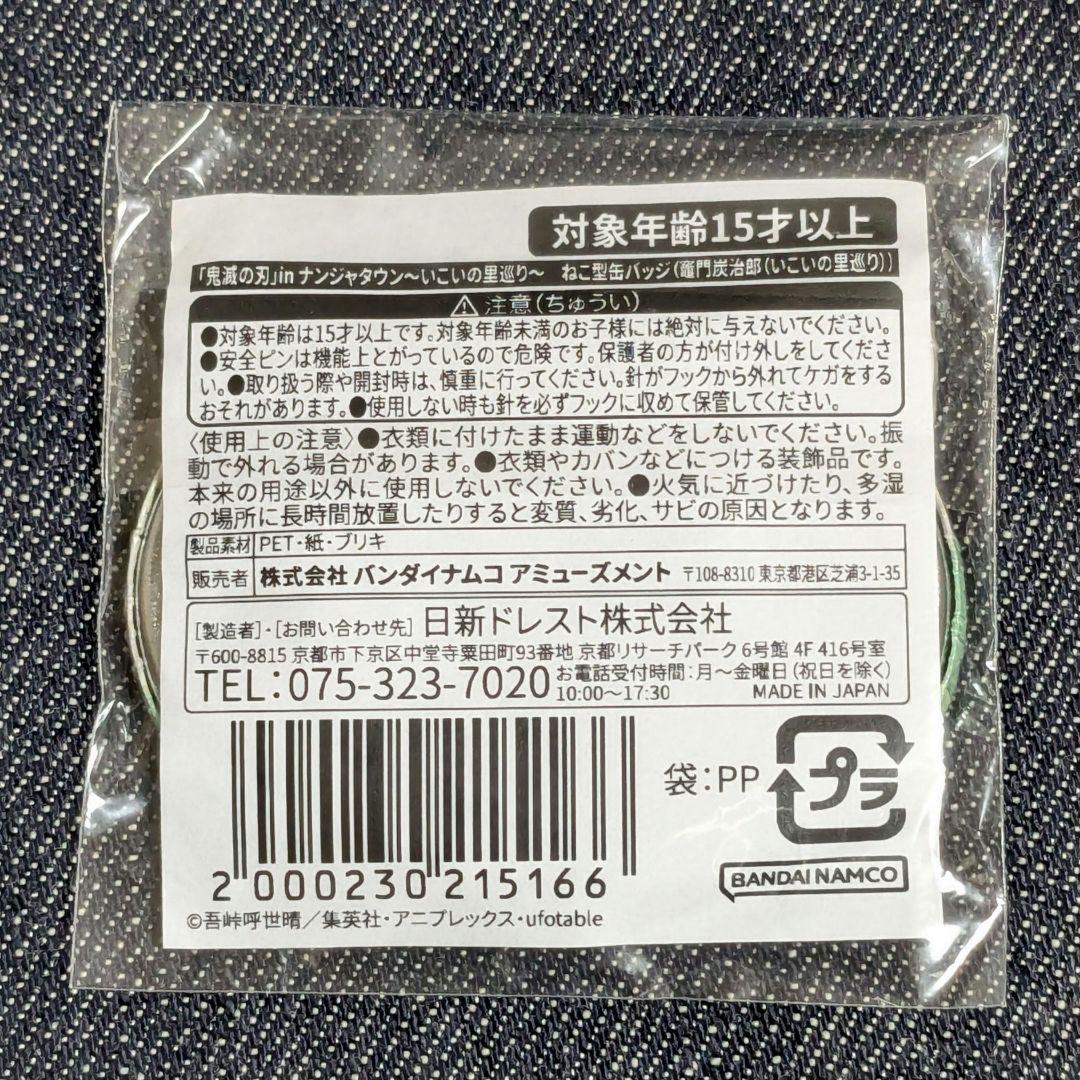 対象年齢15才以上
「鬼滅の刃」in ナンジャタウン～いこいの里巡り～ ねこ型缶バッジ(竈門炭治郎(いこいの里巡り))
⚠ 注意(ちゅうい)
●対象年齢は15才以上です。対象年齢未満のお子様には絶対に与えないでください。
●安全ピンは機能上とがっているので危険です。保護者の方が付け外しをしてくださ
い。●取り扱う際や開封時は、慎重に行ってください。針がフックから外れてケガをする
おそれがあります。●使用しない時も針を必ずフックに収めて保管してください。
〈使用上の注意〉●衣類に付けたまま運動などをしないでください。振
動で外れる場合があります。●衣類やカバンなどにつける装飾品です。
本来の用途以外に使用しないでください。●火気に近づけたり、多湿
の場所に長時間放置したりすると変質、劣化、サビの原因となります。
製品素材 PET・紙・ブリキ
販売者 株式会社 バンダイナムコ アミューズメント 〒108-8310 東京都港区芝浦3-1-35
[製造者]・[お問い合わせ先] 日新ドレスト株式会社
〒600-8815 京都市下京区中堂寺粟田町93番地 京都リサーチパーク 6号館 4F 416号室
TEL:075-323-7020 お電話受付時間:月～金曜日(祝日を除く)
10:00～17:30 MADE IN JAPAN
袋:PP
プラ
BANDAI NAMCO
2 000230 215166
©吾峠呼世晴／集英社・アニプレックス・ufotable